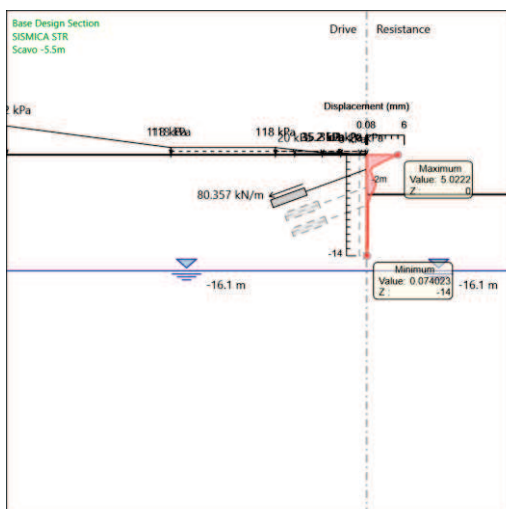 Base Design Section
SISMICA STR
Scavo -5.5m
Drive
Resistance
Displacement (mm)
0.08
6
2 kPa
118 kPa
-2m
80.357 kN/m
Maximum
Value: 5.0222
Z : 0
-14
Minimum
Value: 0.074023
Z : -14
-16.1 m
-16.1 m